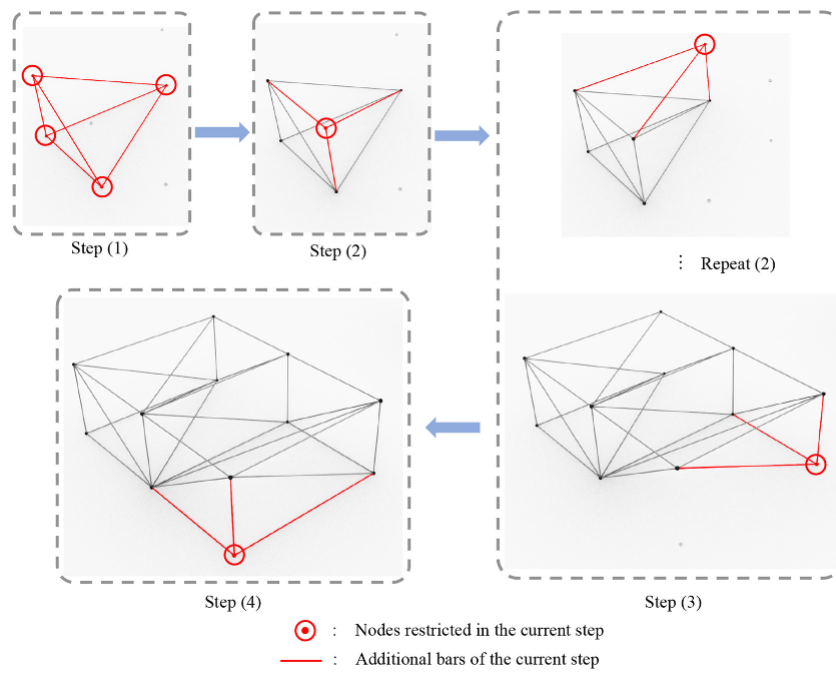 Step (1)
Step (2)
⋮ Repeat (2)
Step (4)
Step (3)
: Nodes restricted in the current step
: Additional bars of the current step